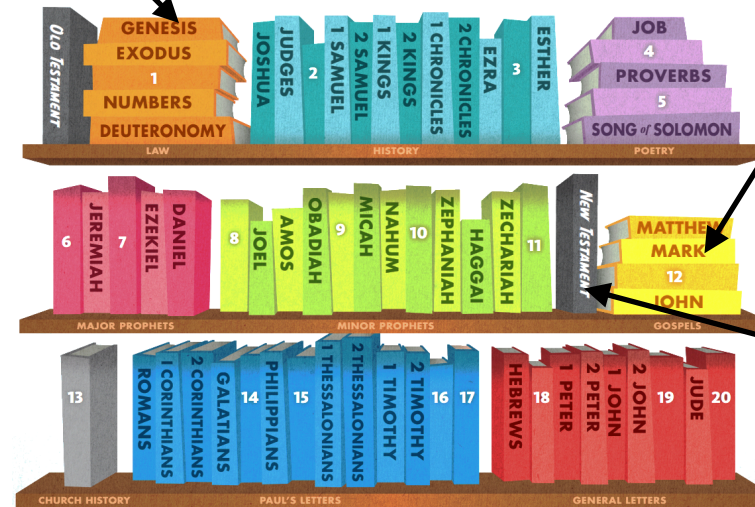 OLD TESTAMENT
GENESIS
EXODUS
1
NUMBERS
DEUTERONOMY
JOSHUA
JUDGES
2
1 SAMUEL
2 SAMUEL
1 KINGS
2 KINGS
1 CHRONICLES
2 CHRONICLES
EZRA
3
ESTHER
JOB
4
PROVERBS
5
SONG of SOLOMON
LAW
HISTORY
POETRY
6
JEREMIAH
7
EZEKIEL
DANIEL
8
JOEL
AMOS
OBADIAH
9
MICAH
NAHUM
10
ZEPHANIAH
HAGGAI
ZECHARIAH
11
NEW TESTAMENT
MATTHEW
MARK
12
JOHN
MAJOR PROPHETS
MINOR PROPHETS
GOSPELS
13
ROMANS
1 CORINTHIANS
2 CORINTHIANS
GALATIANS
14
PHILIPPIANS
15
1 THESSALONIANS
2 THESSALONIANS
1 TIMOTHY
2 TIMOTHY
16
17
HEBREWS
18
1 PETER
2 PETER
1 JOHN
2 JOHN
19
JUDE
20
CHURCH HISTORY
PAUL'S LETTERS
GENERAL LETTERS